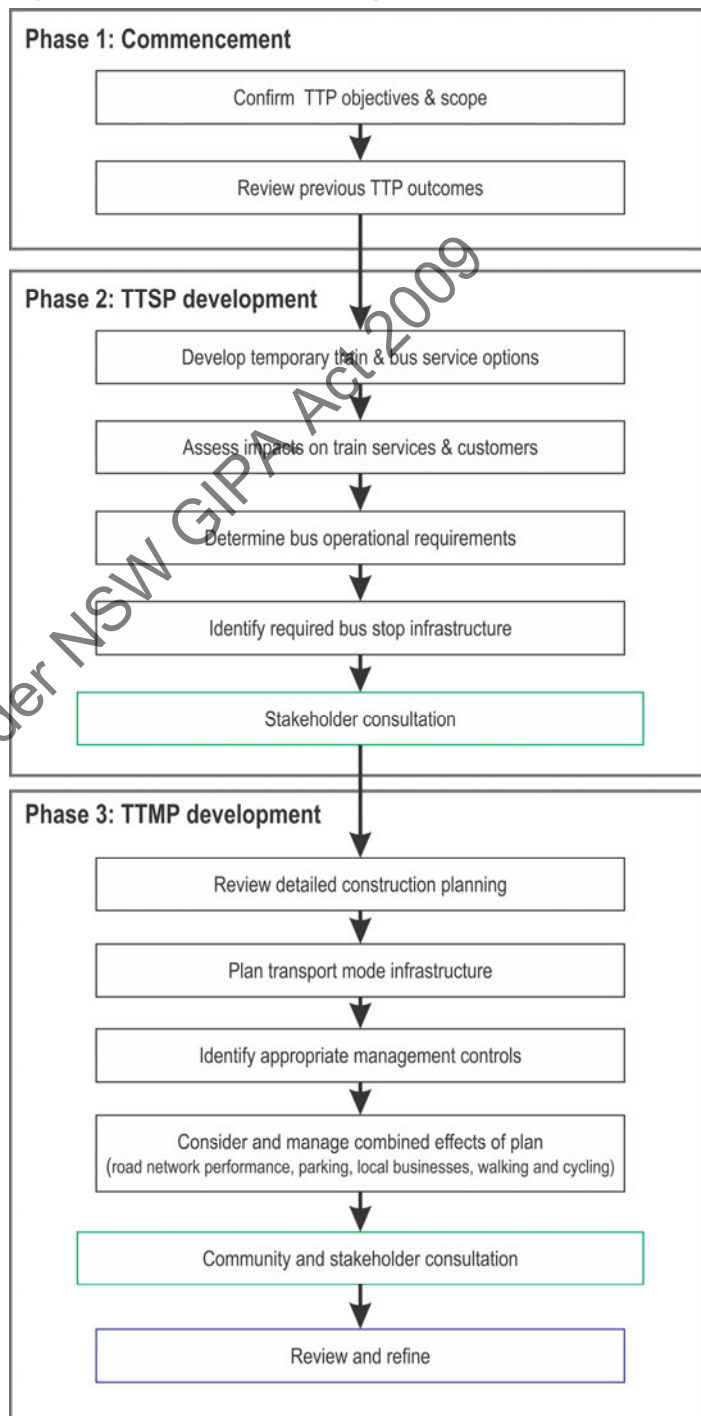 Phase 1: Commencement
Confirm TTP objectives & scope
Review previous TTP outcomes
Phase 2: TTSP development
Develop temporary train & bus service options
Assess impacts on train services & customers
Determine bus operational requirements
Identify required bus stop infrastructure
Stakeholder consultation
Phase 3: TTMP development
Review detailed construction planning
Plan transport mode infrastructure
Identify appropriate management controls
Consider and manage combined effects of plan
(road network performance, parking, local businesses, walking and cycling)
Community and stakeholder consultation
Review and refine
der NSW GIPA Act 2009